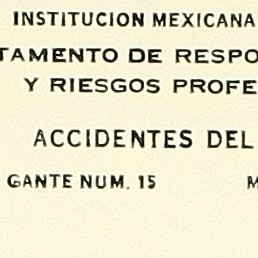 INSTITUCION MEXICANA
TAMENTO DE RESPO
Y RIESGOS PROFE
ACCIDENTES DEL
GANTE NUM. 15 M